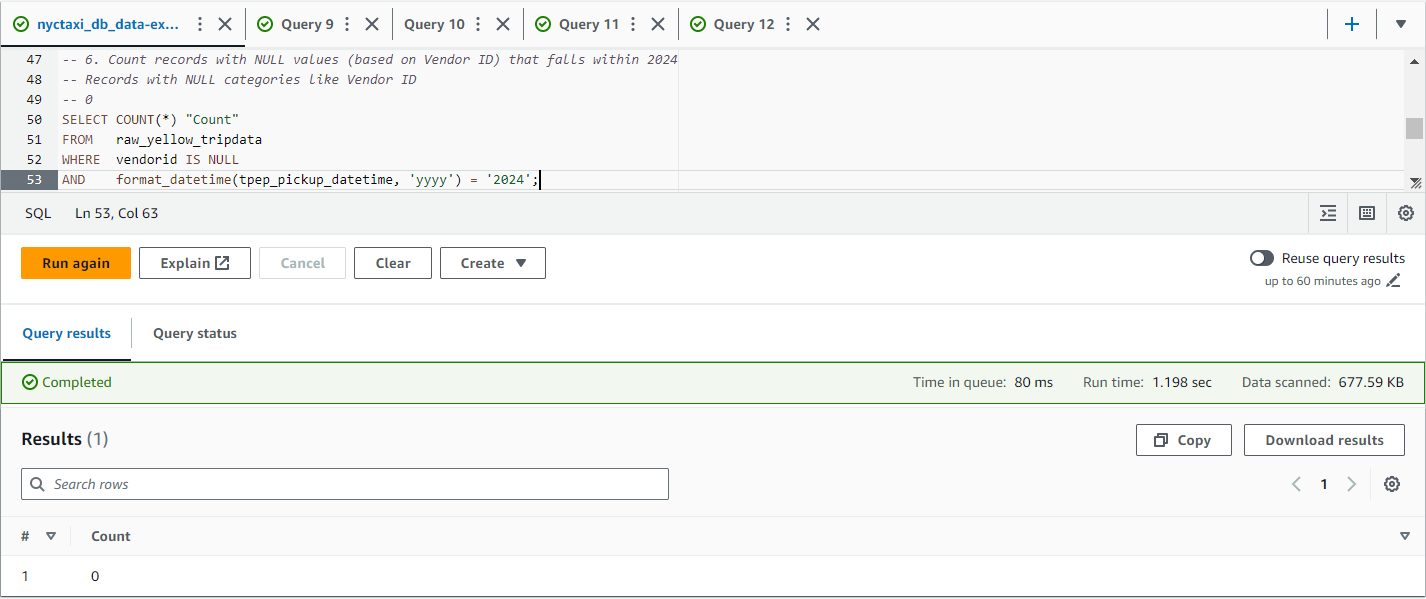 nyctaxi_db_data-ex... Query 9 Query 10 Query 11 Query 12
47 -- 6. Count records with NULL values (based on Vendor ID) that falls within 2024
48 -- Records with NULL categories like Vendor ID
49 -- 0
50 SELECT COUNT(*) "Count"
51 FROM raw_yellow_tripdata
52 WHERE vendorid IS NULL
53 AND format_datetime(tpep_pickup_datetime, 'yyyy') = '2024';
SQL Ln 53, Col 63
Run again Explain Cancel Clear Create Reuse query results
up to 60 minutes ago
Query results Query status
Completed Time in queue: 80 ms Run time: 1.198 sec Data scanned: 677.59 KB
Results (1) Copy Download results
Search rows 1
# Count
1 0